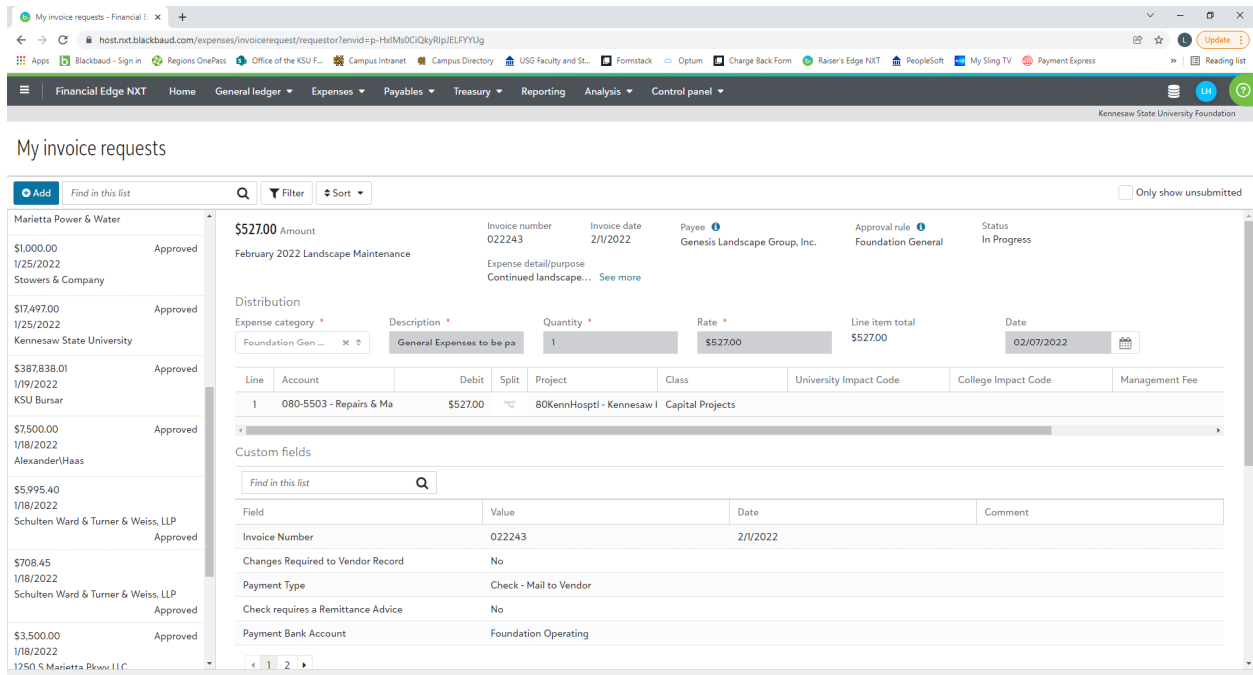 My invoice requests - Financial E
host.nxt.blackbaud.com/expenses/invoicerequest/requestor?envid=p-HxIMs0CiQkyRIpJELFYYUg
L Update
Apps Blackbaud - Sign in Regions OnePass Office of the KSU F... Campus Intranet Campus Directory USG Faculty and St... Formstack Optum Charge Back Form Raiser's Edge NXT PeopleSoft My Sling TV Payment Express » Reading list
Financial Edge NXT Home General ledger Expenses Payables Treasury Reporting Analysis Control panel LH ?
Kennesaw State University Foundation
My invoice requests
Add Find in this list Filter Sort Only show unsubmitted
Marietta Power & Water
$1,000.00 Approved
1/25/2022
Stowers & Company
$17,497.00 Approved
1/25/2022
Kennesaw State University
$387,838.01 Approved
1/19/2022
KSU Bursar
$7,500.00 Approved
1/18/2022
Alexander\Haas
$5,995.40
1/18/2022
Schulten Ward & Turner & Weiss, LLP
Approved
$708.45
1/18/2022
Schulten Ward & Turner & Weiss, LLP
Approved
$3,500.00 Approved
1/18/2022
1250 S Marietta Pkwy LLC
$527.00 Amount
February 2022 Landscape Maintenance
Invoice number Invoice date Payee Approval rule Status
022243 2/1/2022 Genesis Landscape Group, Inc. Foundation General In Progress
Expense detail/purpose
Continued landscape... See more
Distribution
Expense category * Description * Quantity * Rate * Line item total Date
Foundation Gen ... General Expenses to be pa 1 $527.00 $527.00 02/07/2022
Line Account Debit Split Project Class University Impact Code College Impact Code Management Fee
1 080-5503 - Repairs & Ma $527.00 80KennHosptl - Kennesaw Capital Projects
Custom fields
Find in this list
Field Value Date Comment
Invoice Number 022243 2/1/2022
Changes Required to Vendor Record No
Payment Type Check - Mail to Vendor
Check requires a Remittance Advice No
Payment Bank Account Foundation Operating
1 2